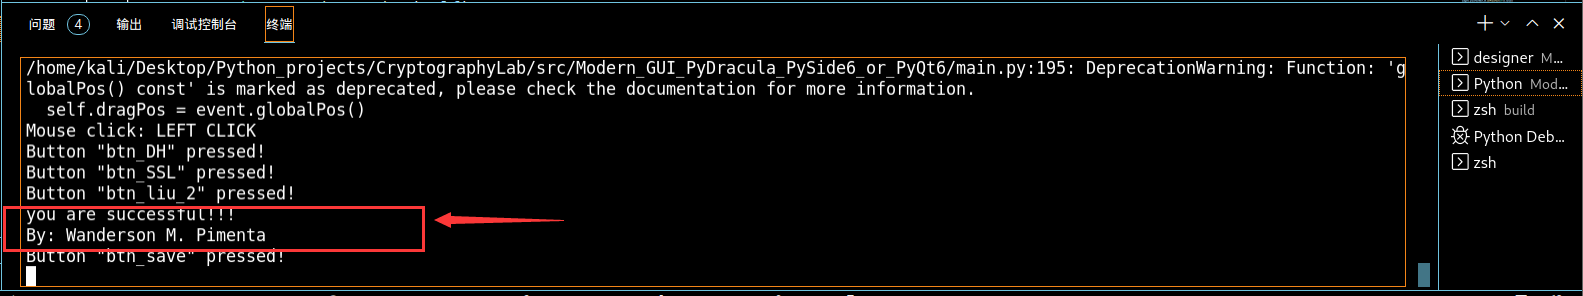 问题 4 输出 调试控制台 终端
/home/kali/Desktop/Python_projects/CryptographyLab/src/Modern_GUI_PyDracula_PySide6_or_PyQt6/main.py:195: DeprecationWarning: Function: 'g
lobalPos() const' is marked as deprecated, please check the documentation for more information.
self.dragPos = event.globalPos()
Mouse click: LEFT CLICK
Button "btn_DH" pressed!
Button "btn_SSL" pressed!
Button "btn_liu_2" pressed!
you are successful!!!
By: Wanderson M. Pimenta
Button "btn_save" pressed!
designer M...
Python Mod...
zsh build
Python Deb...
zsh